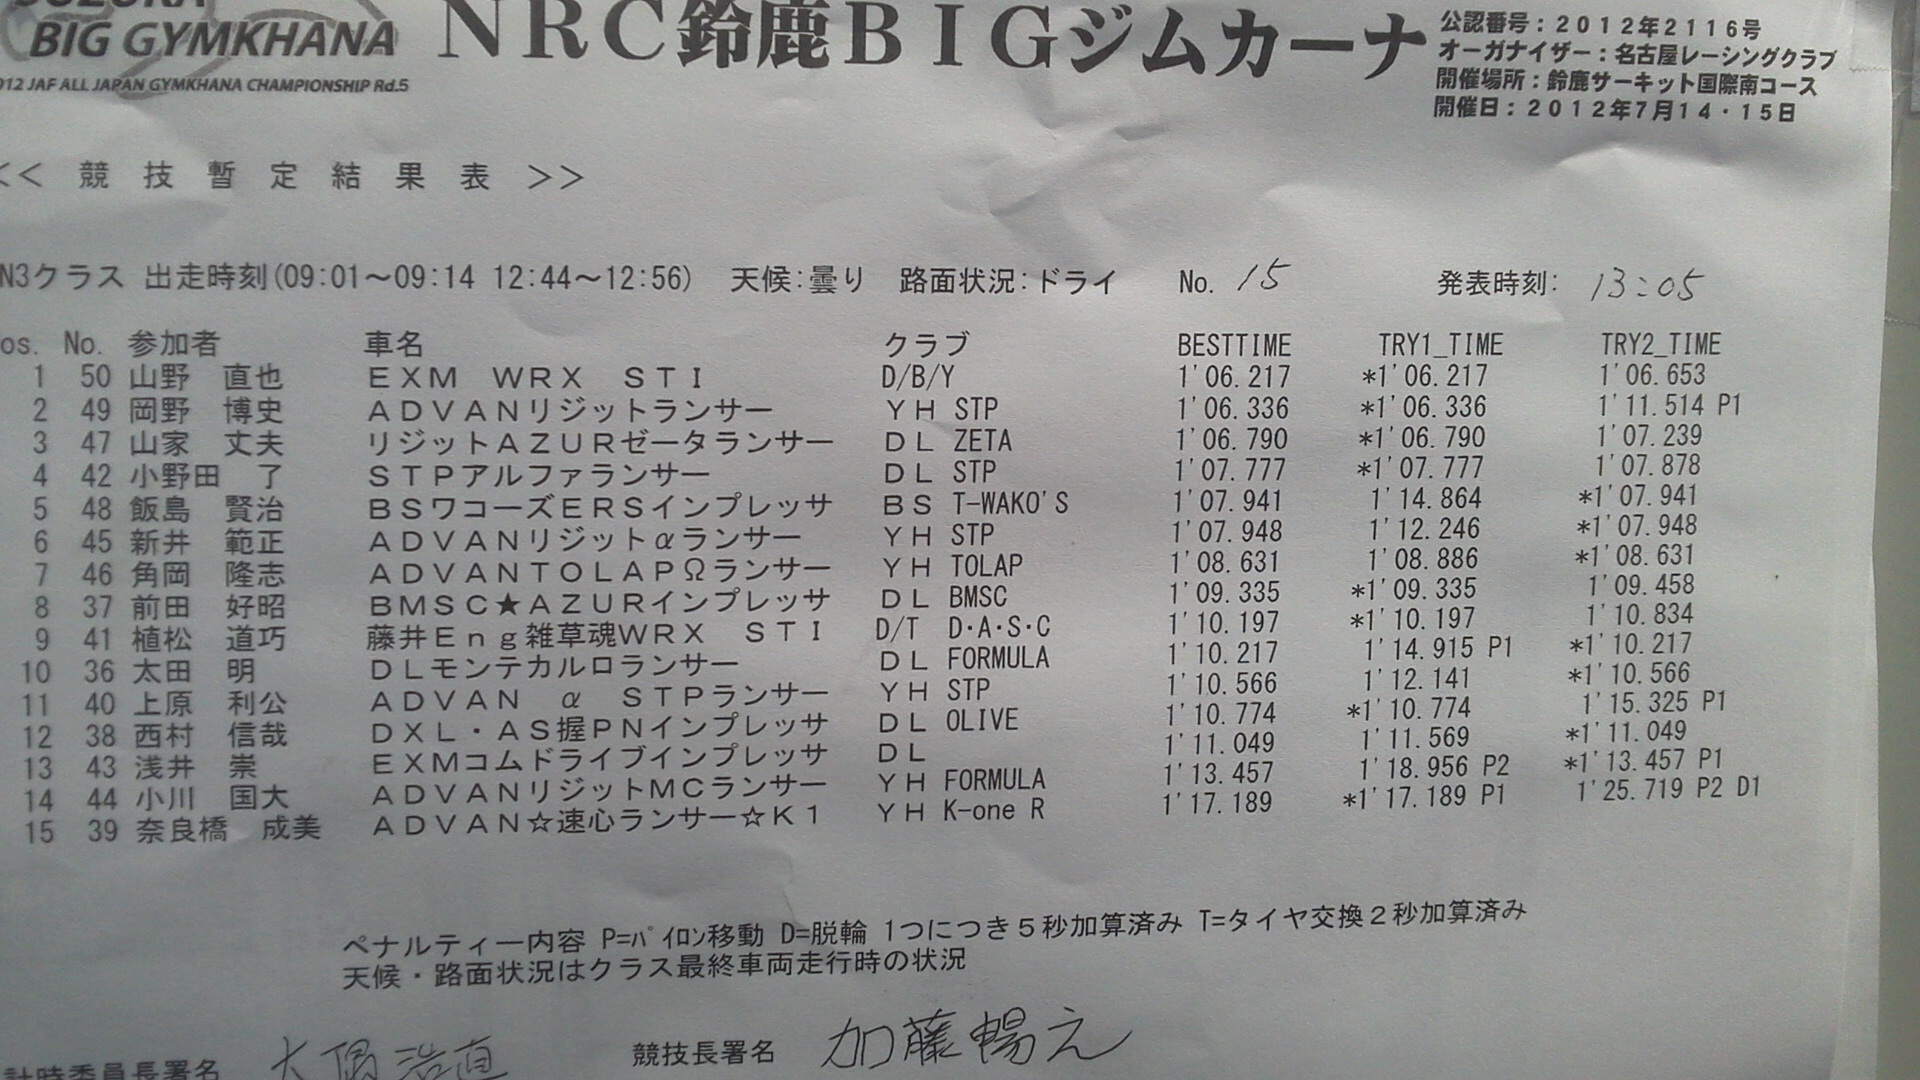 BIG GYMKHANA
012 JAF ALL JAPAN GYMKHANA CHAMPIONSHIP Rd.5
NRC鈴鹿BIGジムカーナ
公認番号：2012年2116号
オーガナイザー：名古屋レーシングクラブ
開催場所：鈴鹿サーキット国際南コース
開催日：2012年7月14・15日
<< 競技暫定結果表 >>
N3クラス 出走時刻(09:01～09:14 12:44～12:56) 天候:曇り 路面状況:ドライ No. 15 発表時刻: 13:05
os. No. 参加者 車名 クラブ BESTTIME TRY1_TIME TRY2_TIME
1 50 山野 直也 EXM WRX STI D/B/Y 1'06.217 *1'06.217 1'06.653
2 49 岡野 博史 ADVANリジットランサー YH STP 1'06.336 *1'06.336 1'11.514 P1
3 47 山家 丈夫 リジットAZURゼータランサー DL ZETA 1'06.790 *1'06.790 1'07.239
4 42 小野田 了 STPアルファランサー DL STP 1'07.777 *1'07.777 1'07.878
5 48 飯島 賢治 BSワコーズERSインプレッサ BS T-WAKO'S 1'07.941 1'14.864 *1'07.941
6 45 新井 範正 ADVANリジットαランサー YH STP 1'07.948 1'12.246 *1'07.948
7 46 角岡 隆志 ADVANTOLAPΩランサー YH TOLAP 1'08.631 1'08.886 *1'08.631
8 37 前田 好昭 BMSC★AZURインプレッサ DL BMSC 1'09.335 *1'09.335 1'09.458
9 41 植松 道巧 藤井Eng雑草魂WRX STI D/T D・A・S・C 1'10.197 *1'10.197 1'10.834
10 36 太田 明 DLモンテカルロランサー DL FORMULA 1'10.217 1'14.915 P1 *1'10.217
11 40 上原 利公 ADVAN α STPランサー YH STP 1'10.566 1'12.141 *1'10.566
12 38 西村 信哉 DXL・AS握PNインプレッサ DL OLIVE 1'10.774 *1'10.774 1'15.325 P1
13 43 浅井 崇 EXMコムドライブインプレッサ DL 1'11.049 1'11.569 *1'11.049
14 44 小川 国大 ADVANリジットMCランサー YH FORMULA 1'13.457 1'18.956 P2 *1'13.457 P1
15 39 奈良橋 成美 ADVAN☆速心ランサー☆K1 YH K-one R 1'17.189 *1'17.189 P1 1'25.719 P2 D1
ペナルティー内容 P=ﾊﾟｲﾛﾝ移動 D=脱輪 1つにつき５秒加算済み T=タイヤ交換２秒加算済み
天候・路面状況はクラス最終車両走行時の状況
計時委員長署名 大隅浩直 競技長署名 加藤暢